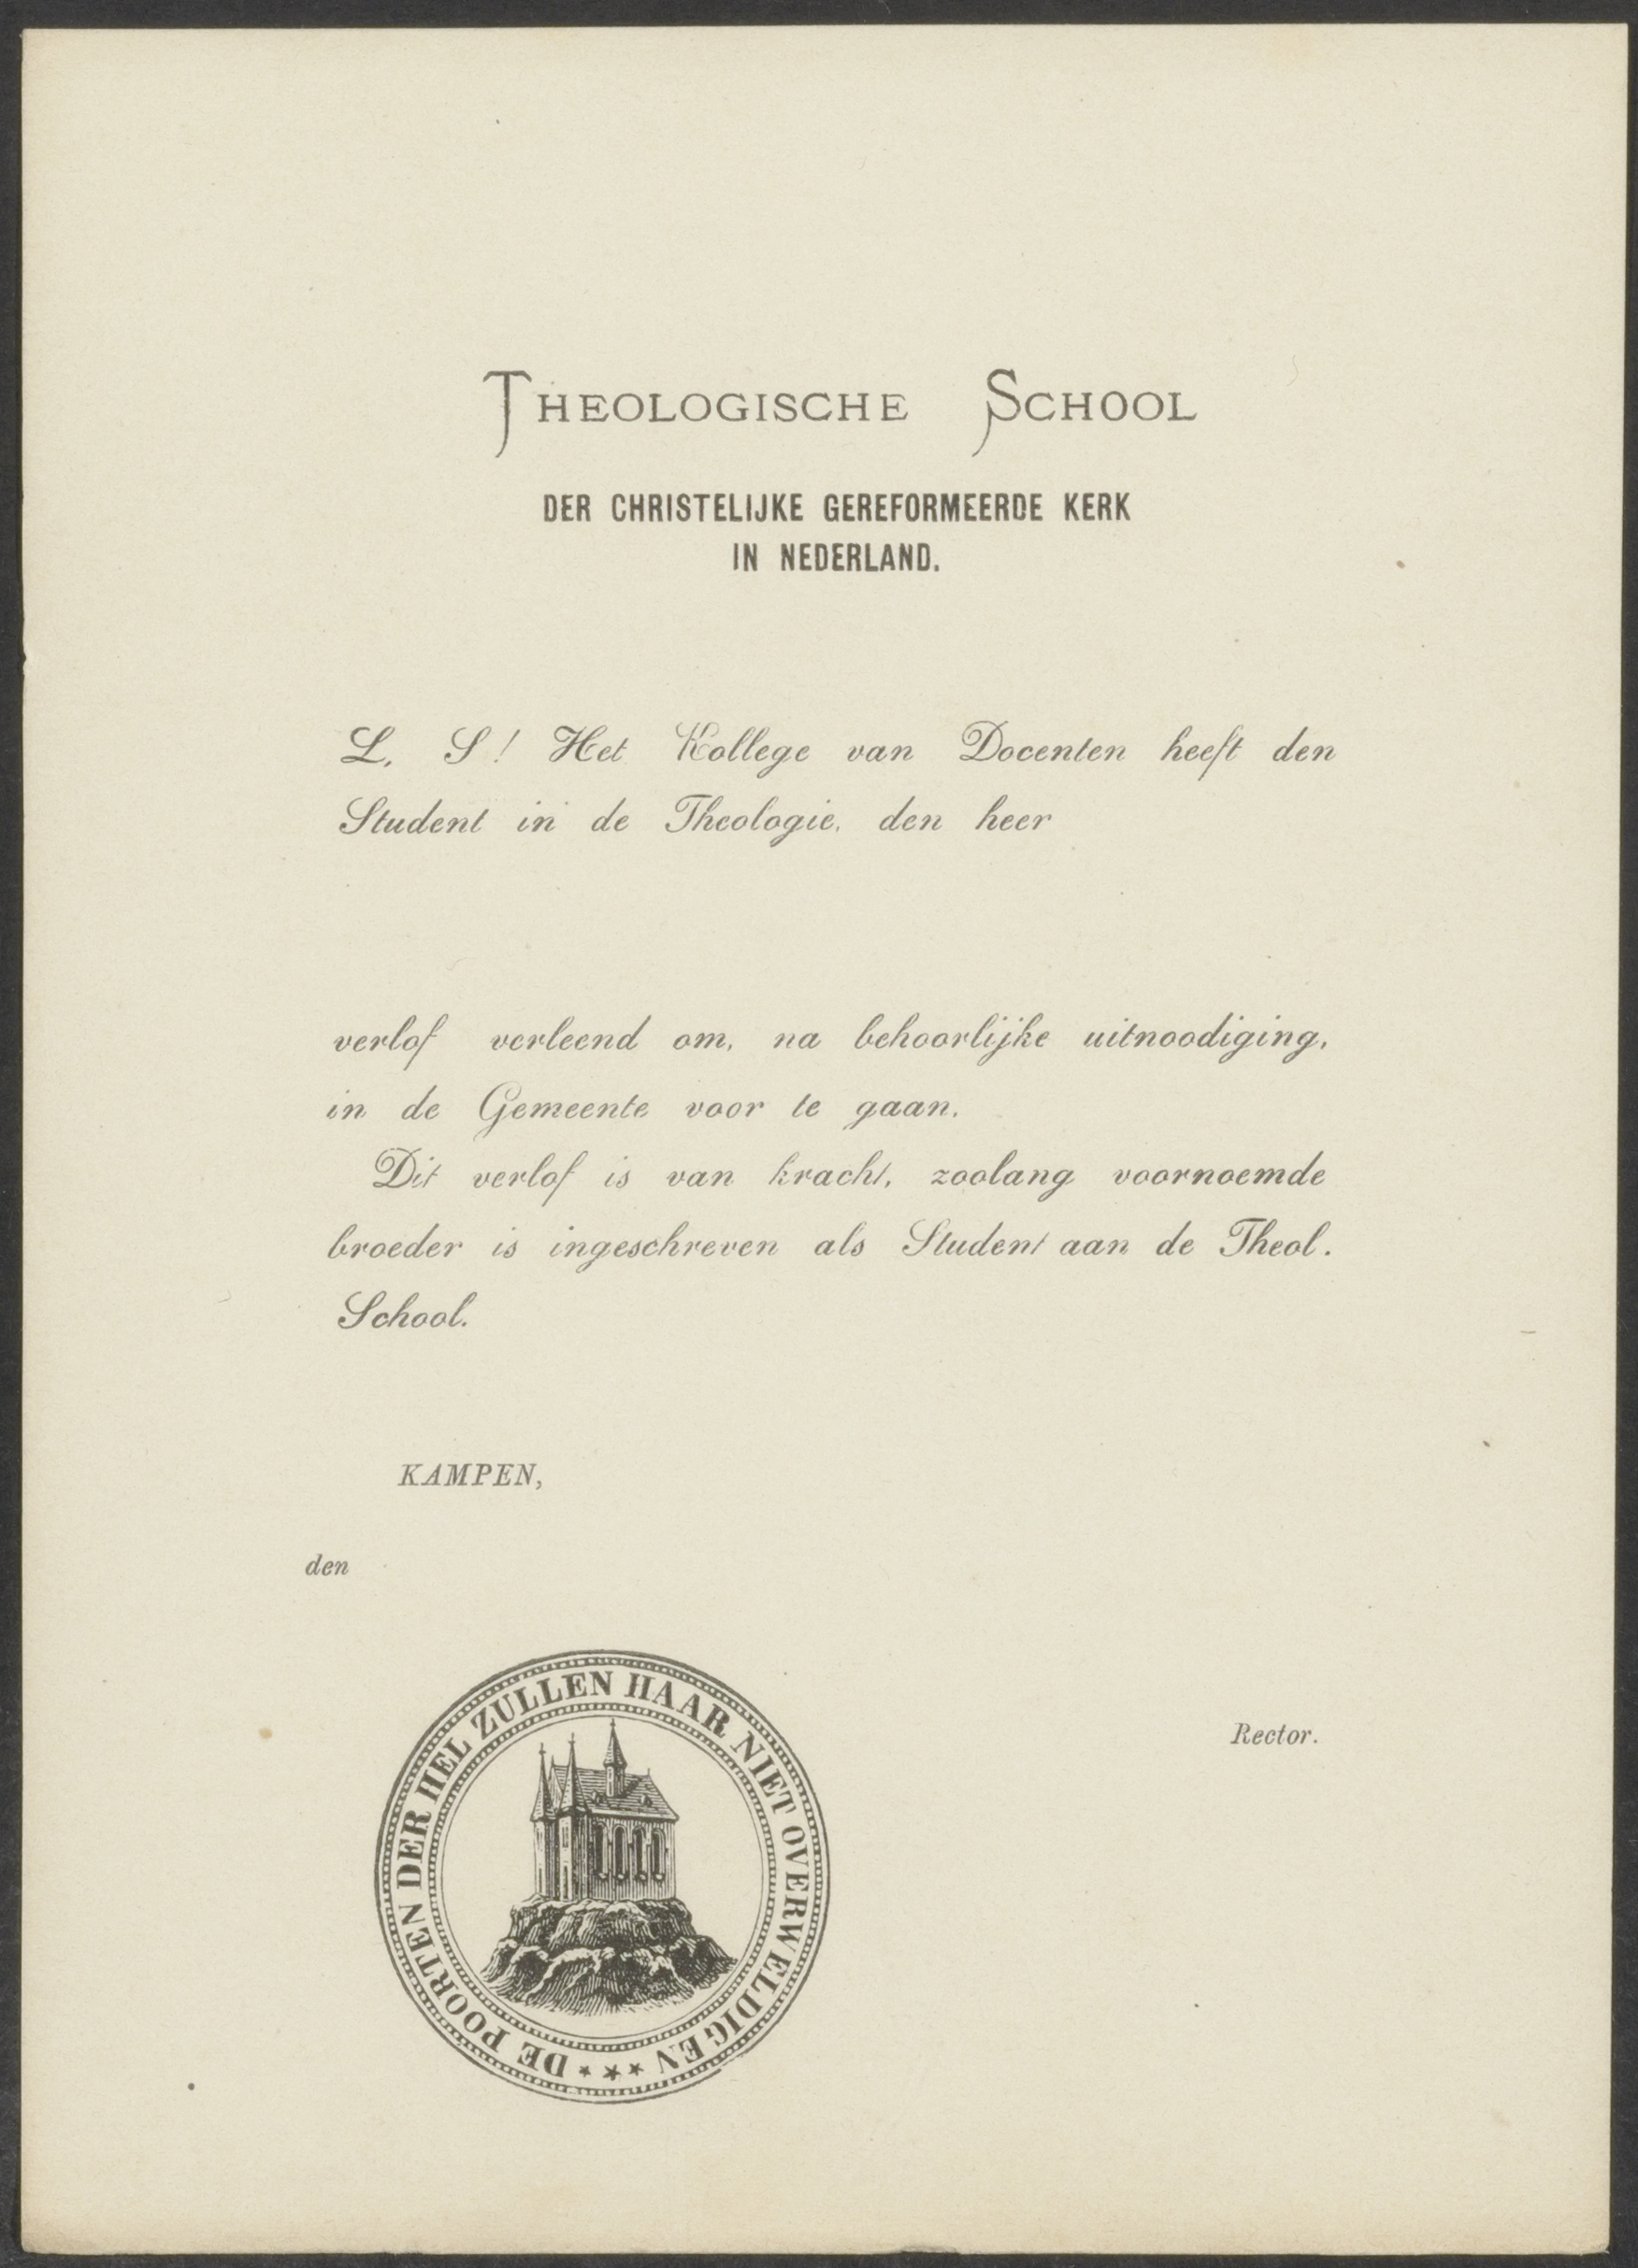 THEOLOGISCHE SCHOOL
DER CHRISTELIJKE GEREFORMEERDE KERK
IN NEDERLAND.
L. S! Het Kollege van Docenten heeft den
Student in de Theologie, den heer
verlof verleend om, na behoorlijke uitnoodiging,
in de Gemeente voor te gaan.
Dit verlof is van kracht, zoolang voornoemde
broeder is ingeschreven als Student aan de Theol.
School.
KAMPEN,
den
Rector.
DE POORTEN DER HEL ZULLEN HAAR NIET OVERWELDIGEN ***